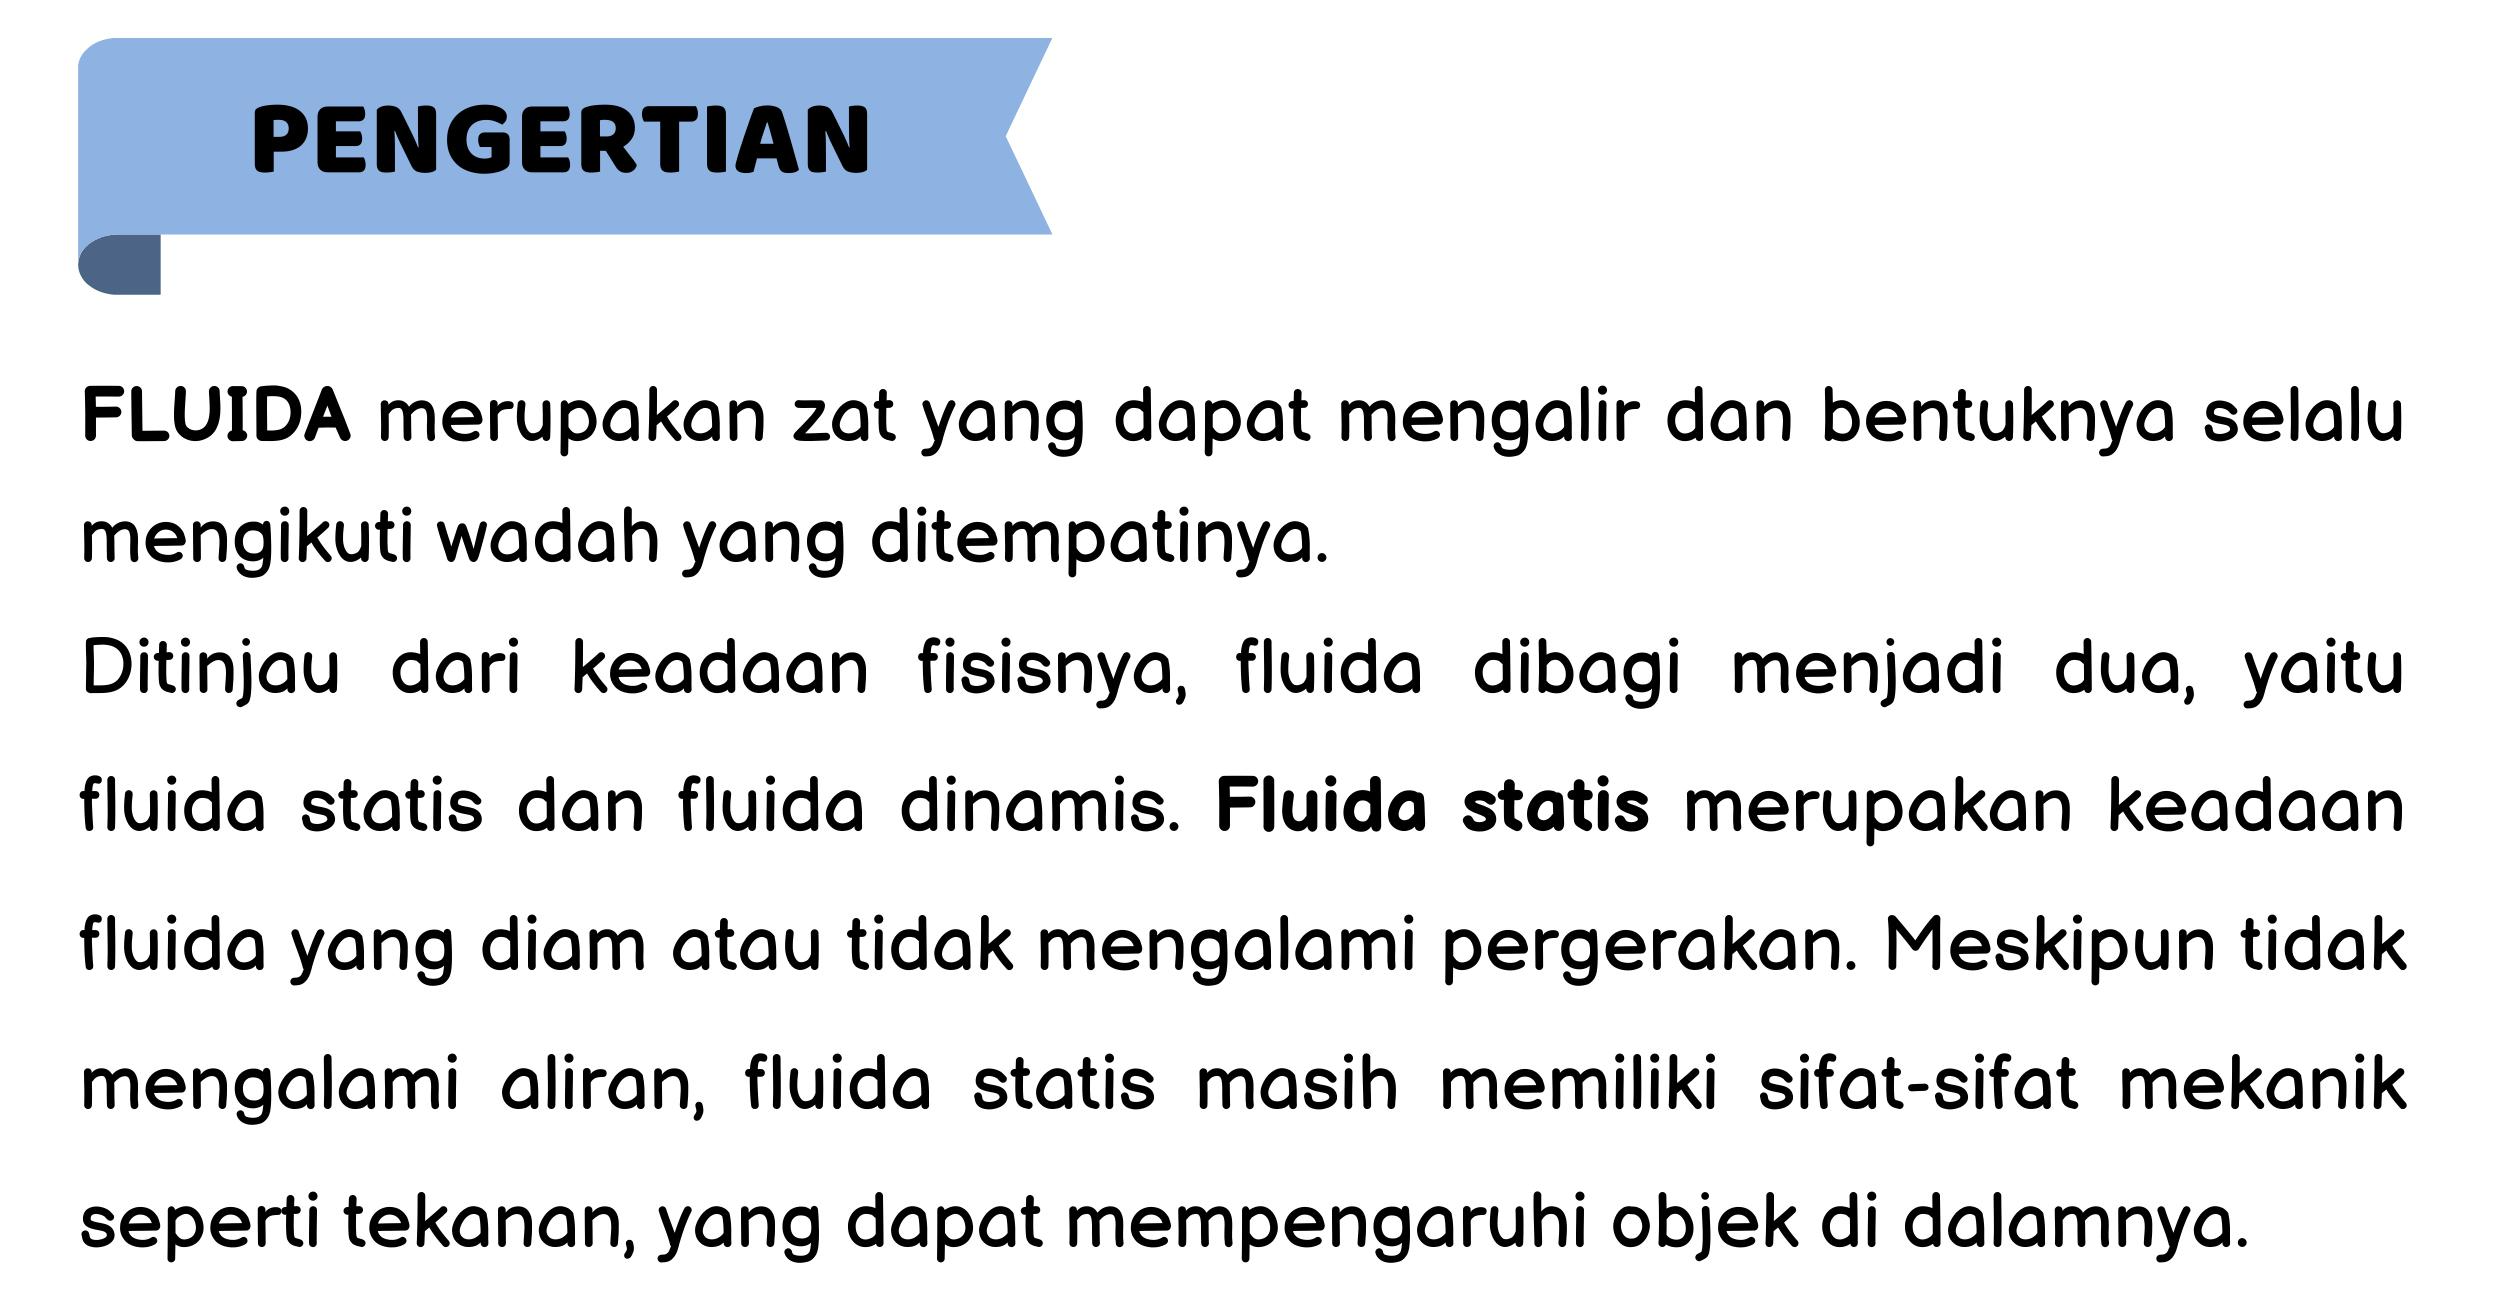 PENGERTIAN
FLUIDA merupakan zat yang dapat mengalir dan bentuknya selalu
mengikuti wadah yang ditempatinya.
Ditinjau dari keadaan fisisnya, fluida dibagi menjadi dua, yaitu
fluida statis dan fluida dinamis. Fluida statis merupakan keadaan
fluida yang diam atau tidak mengalami pergerakan. Meskipun tidak
mengalami aliran, fluida statis masih memiliki sifat-sifat mekanik
seperti tekanan, yang dapat mempengaruhi objek di dalamnya.